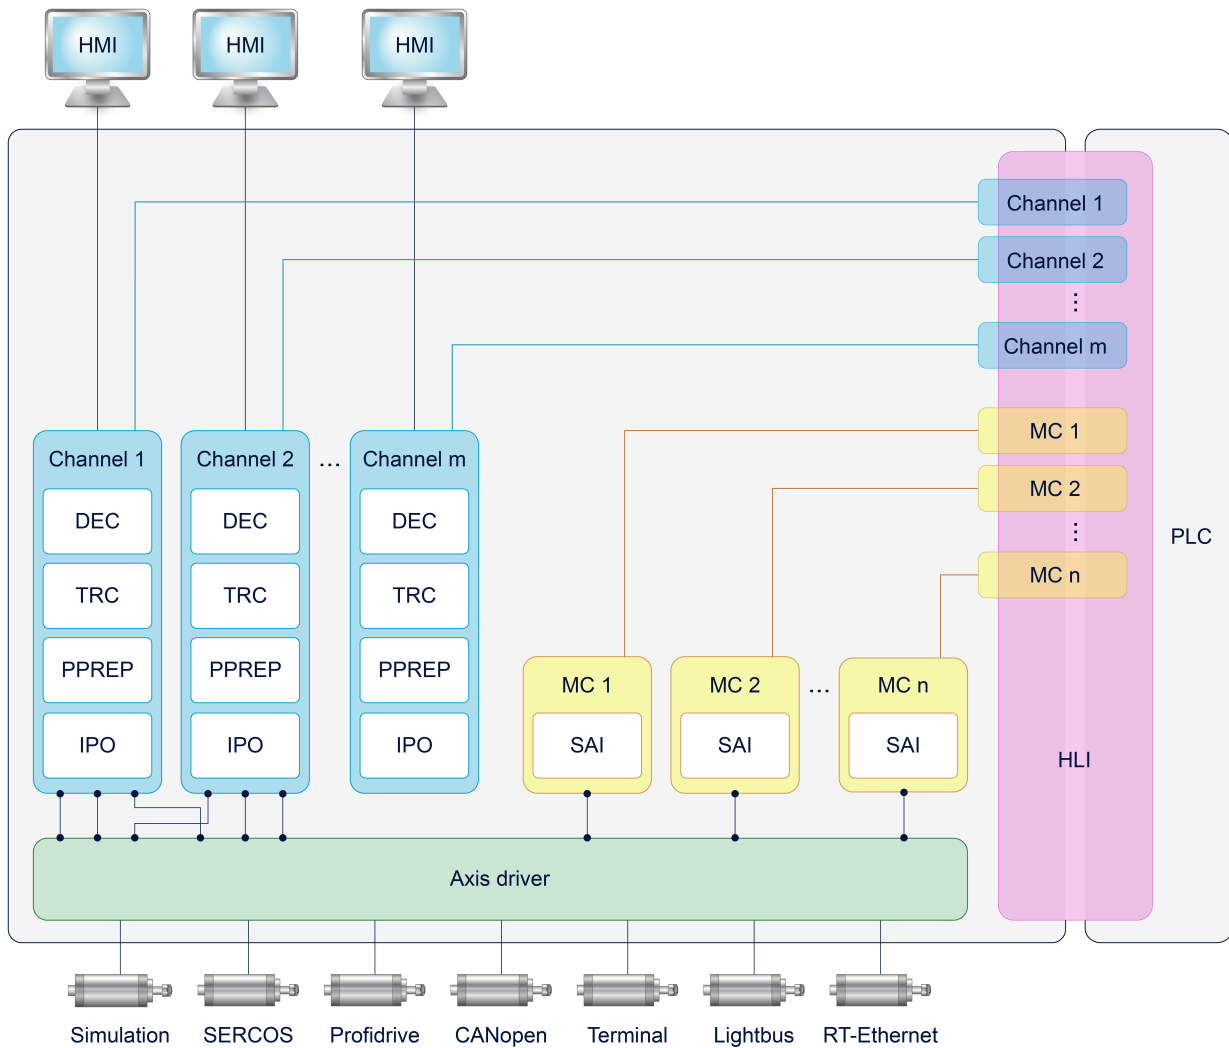 HMI
HMI
HMI
Channel 1
Channel 2
⋮
Channel m
MC 1
MC 2
⋮
MC n
PLC
HLI
Channel 1
DEC
TRC
PPREP
IPO
Channel 2
DEC
TRC
PPREP
IPO
...
Channel m
DEC
TRC
PPREP
IPO
MC 1
SAI
MC 2
SAI
...
MC n
SAI
Axis driver
Simulation
SERCOS
Profidrive
CANopen
Terminal
Lightbus
RT-Ethernet